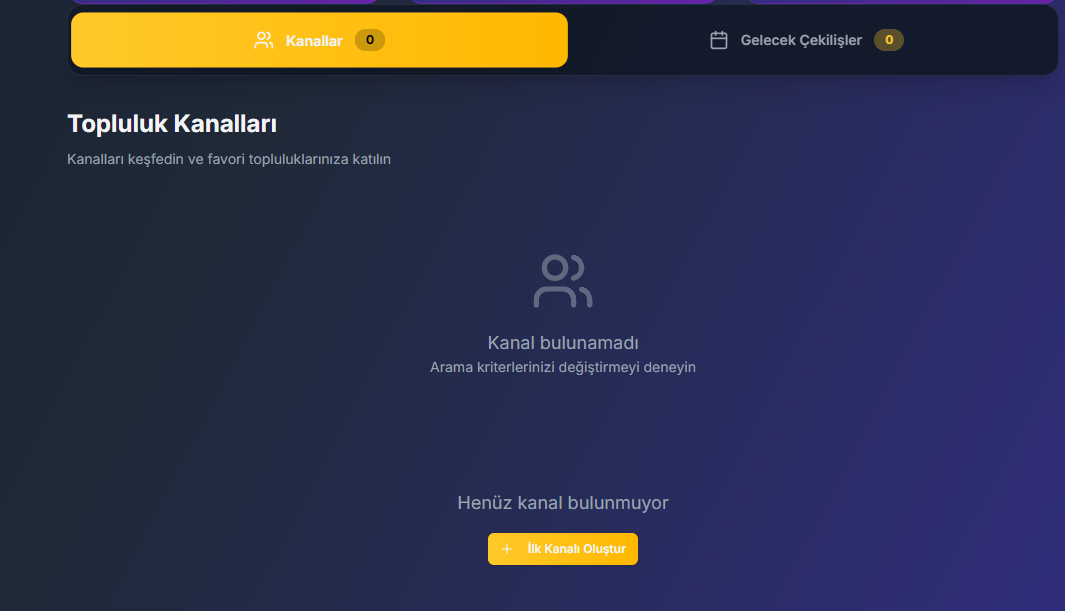 Kanallar 0
Gelecek Çekilişler 0
Topluluk Kanalları
Kanalları keşfedin ve favori topluluklarınıza katılın
Kanal bulunamadı
Arama kriterlerinizi değiştirmeyi deneyin
Henüz kanal bulunmuyor
+ İlk Kanalı Oluştur